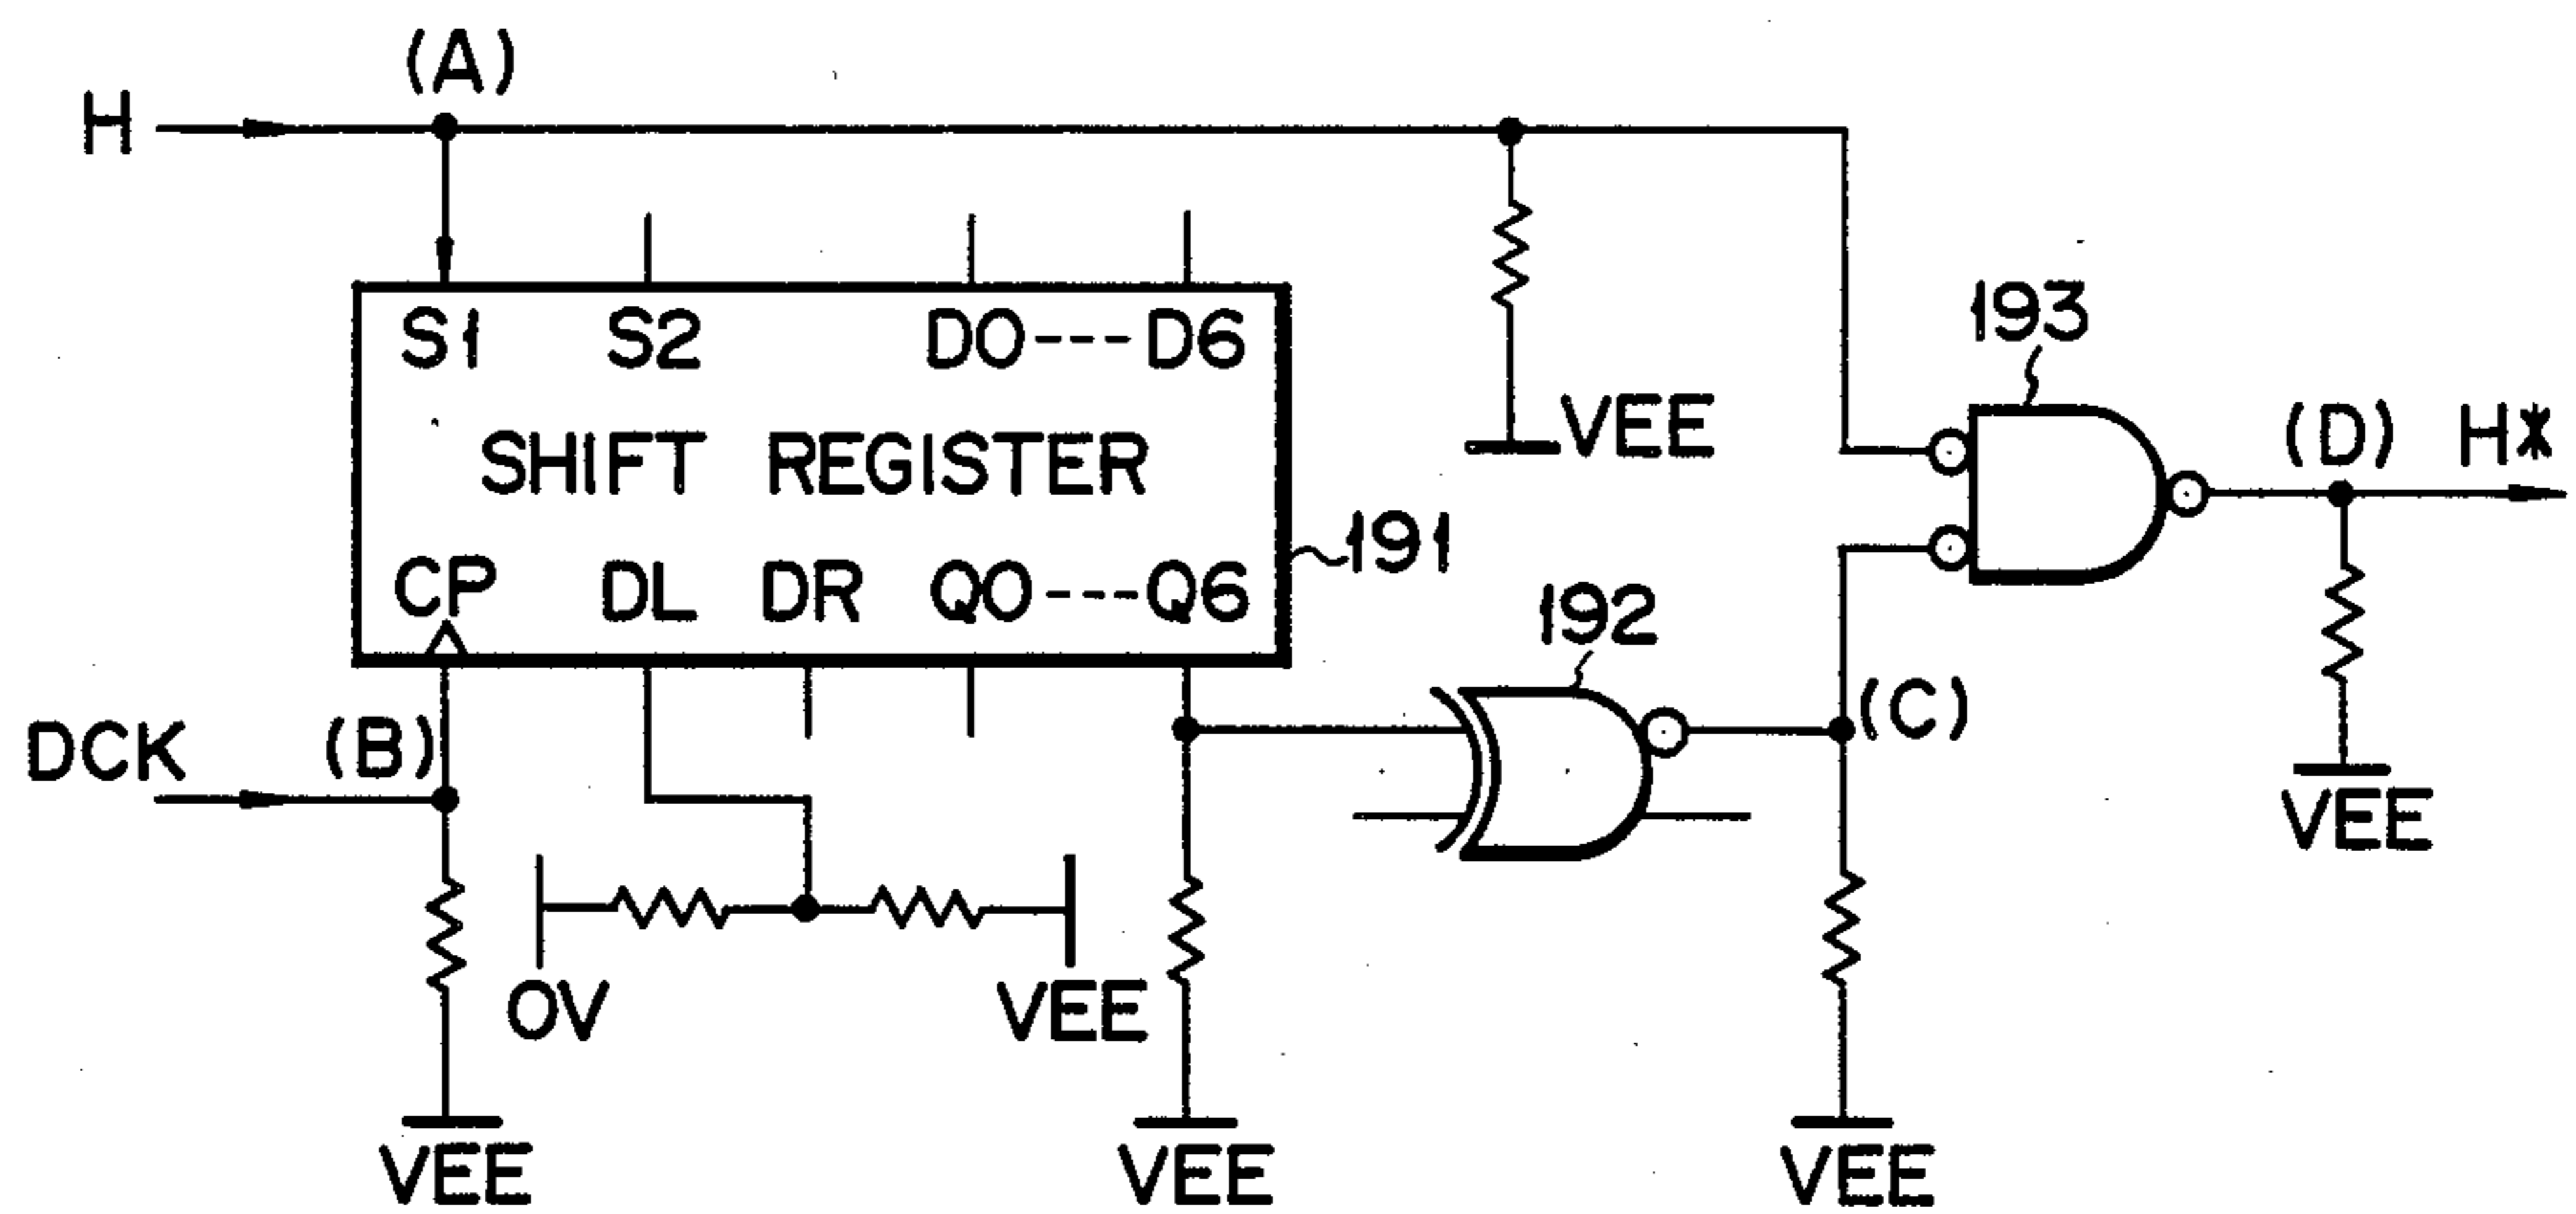 (A)
H
S1 S2 D0----D6
193
VEE
(D) H*
SHIFT REGISTER
191
CP DL DR Q0----Q6
192
DCK (B)
(C)
VEE
0V VEE
VEE VEE VEE